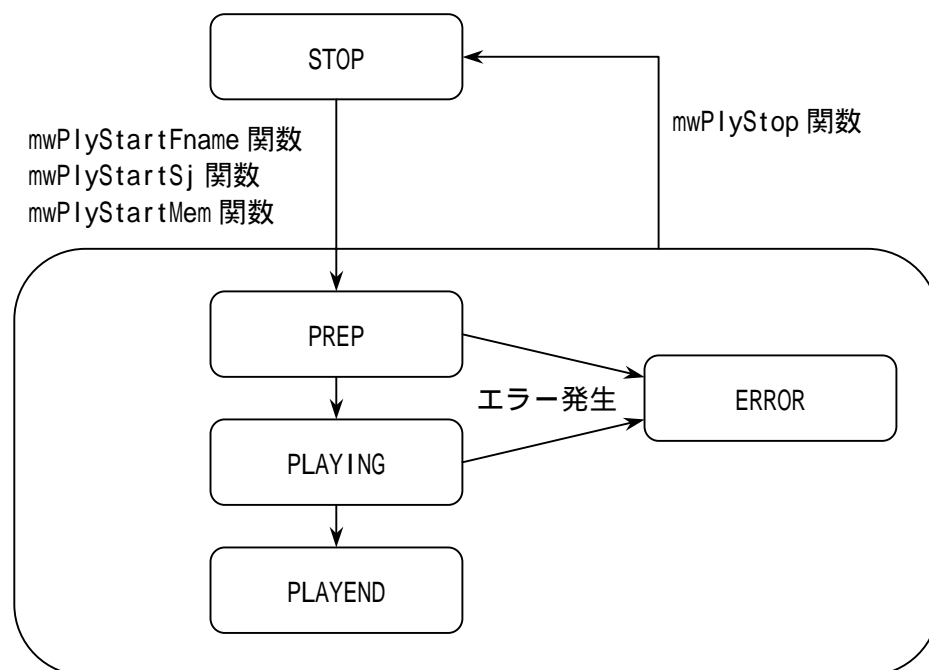 STOP
mwPlyStartFname 関数
mwPlyStartSj 関数
mwPlyStartMem 関数
mwPlyStop 関数
PREP
エラー発生
ERROR
PLAYING
PLAYEND